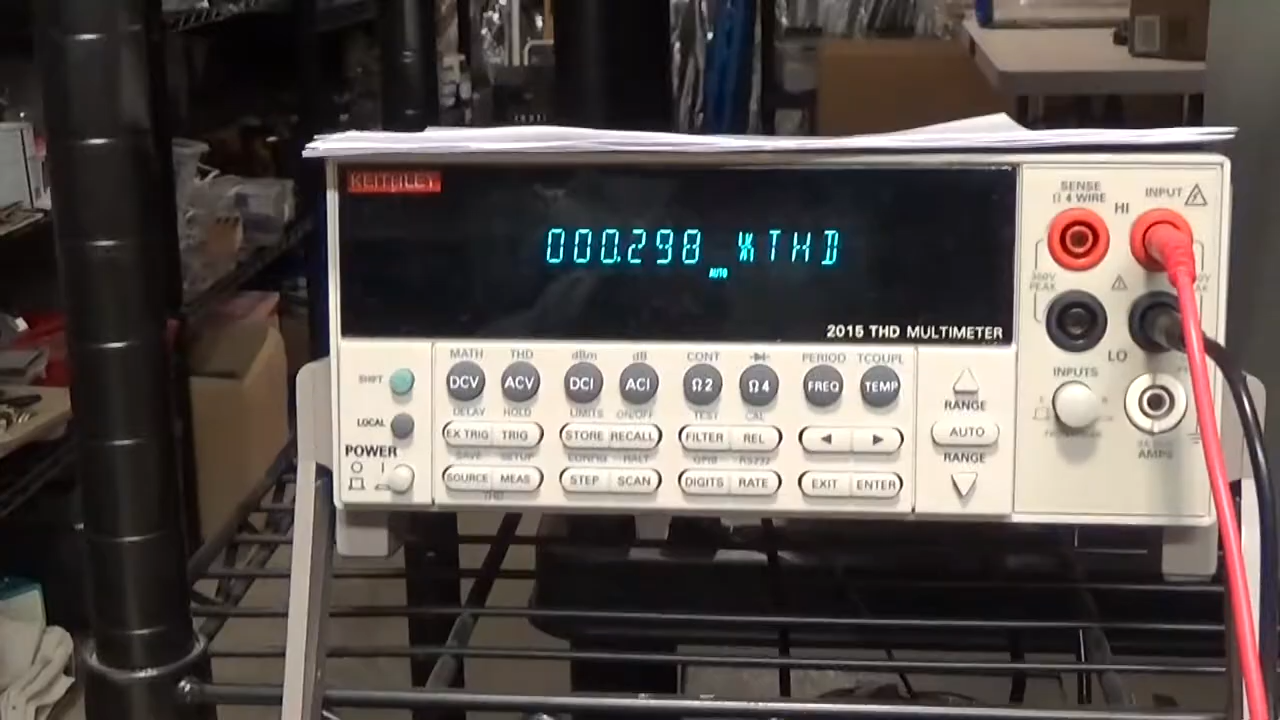 KEITHLEY
000.298 %THD
AUTO
2015 THD MULTIMETER
SENSE
Ω 4 WIRE
INPUT
HI
350V
PEAK
LO
INPUTS
AMPS
MATH THD dBm dB CONT PERIOD TCOUPL
SHIFT DCV ACV DCI ACI Ω2 Ω4 FREQ TEMP
RANGE
DELAY HOLD LIMITS ON/OFF TEST CAL
LOCAL EX TRIG TRIG STORE RECALL FILTER REL AUTO
POWER
SAVE SETUP CONFIG HALT GPIB RS232
RANGE
SOURCE MEAS STEP SCAN DIGITS RATE EXIT ENTER
THD